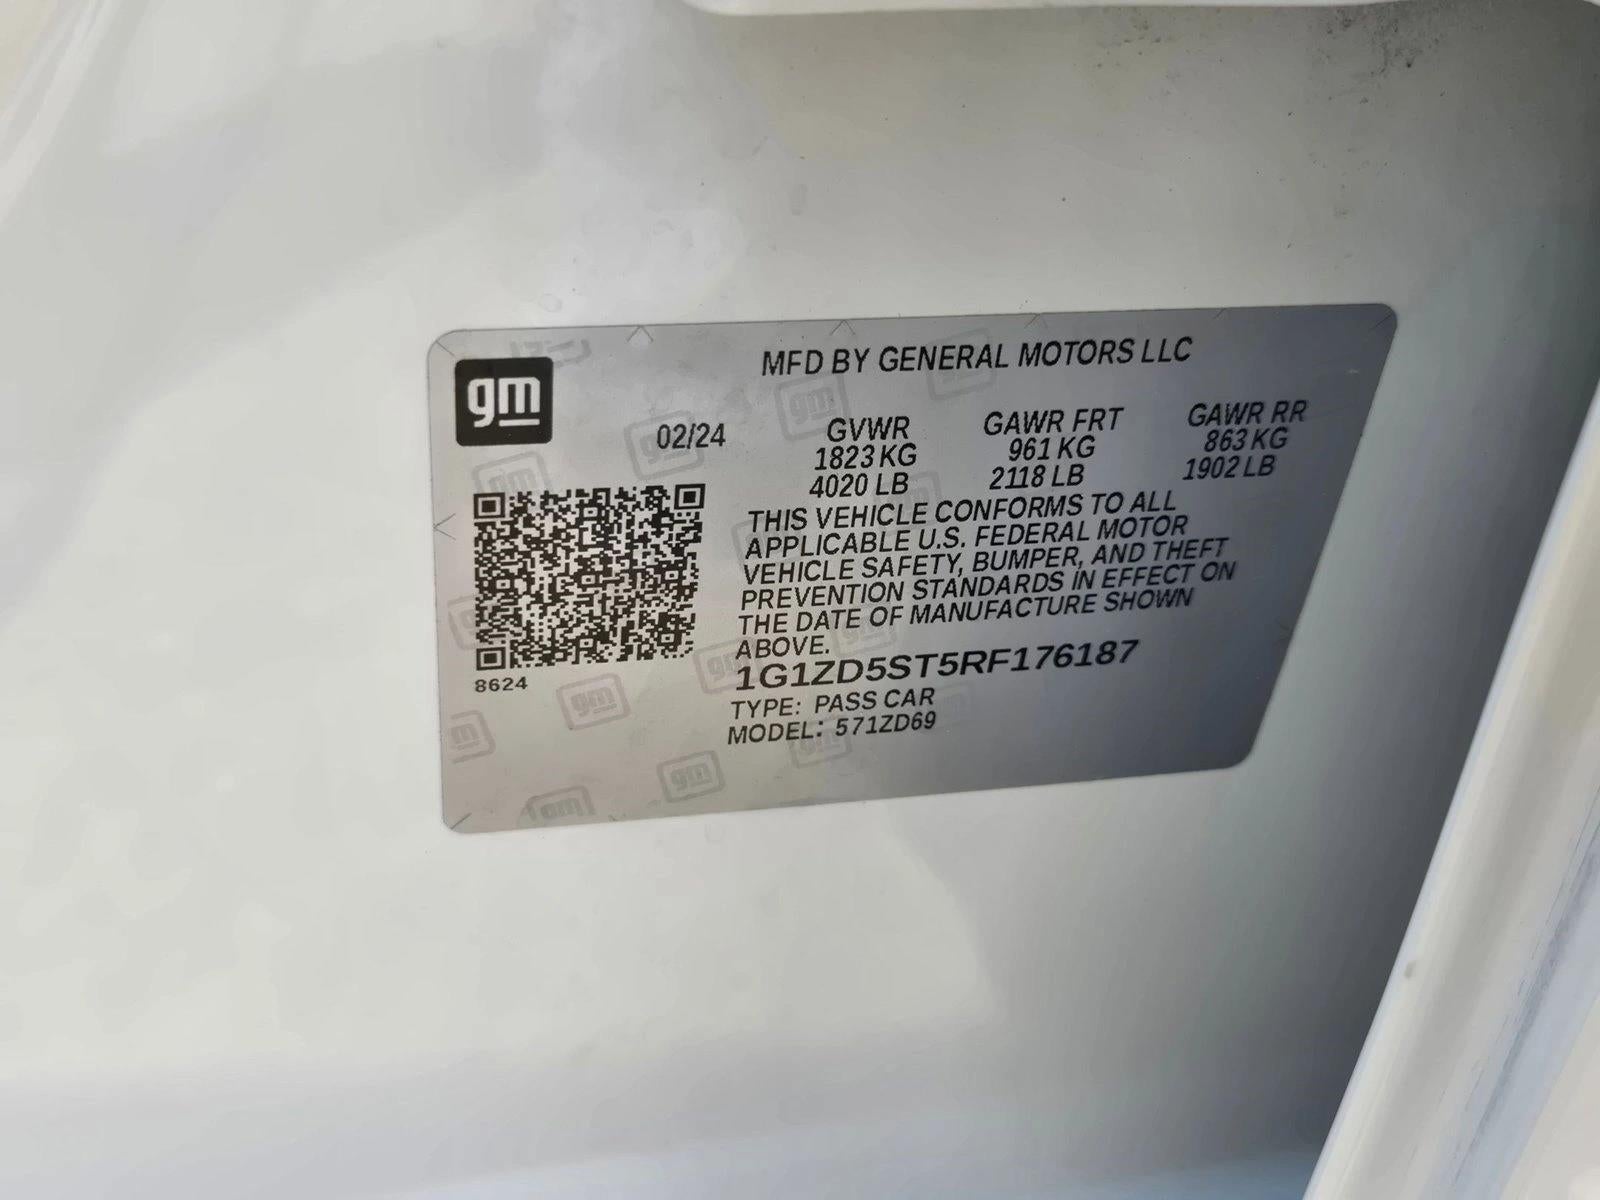 gm
MFD BY GENERAL MOTORS LLC
02/24
GVWR GAWR FRT GAWR RR
1823 KG 961 KG 863 KG
4020 LB 2118 LB 1902 LB
THIS VEHICLE CONFORMS TO ALL
APPLICABLE U.S. FEDERAL MOTOR
VEHICLE SAFETY, BUMPER, AND THEFT
PREVENTION STANDARDS IN EFFECT ON
THE DATE OF MANUFACTURE SHOWN
ABOVE.
1G1ZD5ST5RF176187
8624
TYPE: PASS CAR
MODEL: 571ZD69